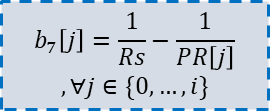 b₇[j] = 1/Rs − 1/PR[j]
, ∀j ∈ {0, … , i}